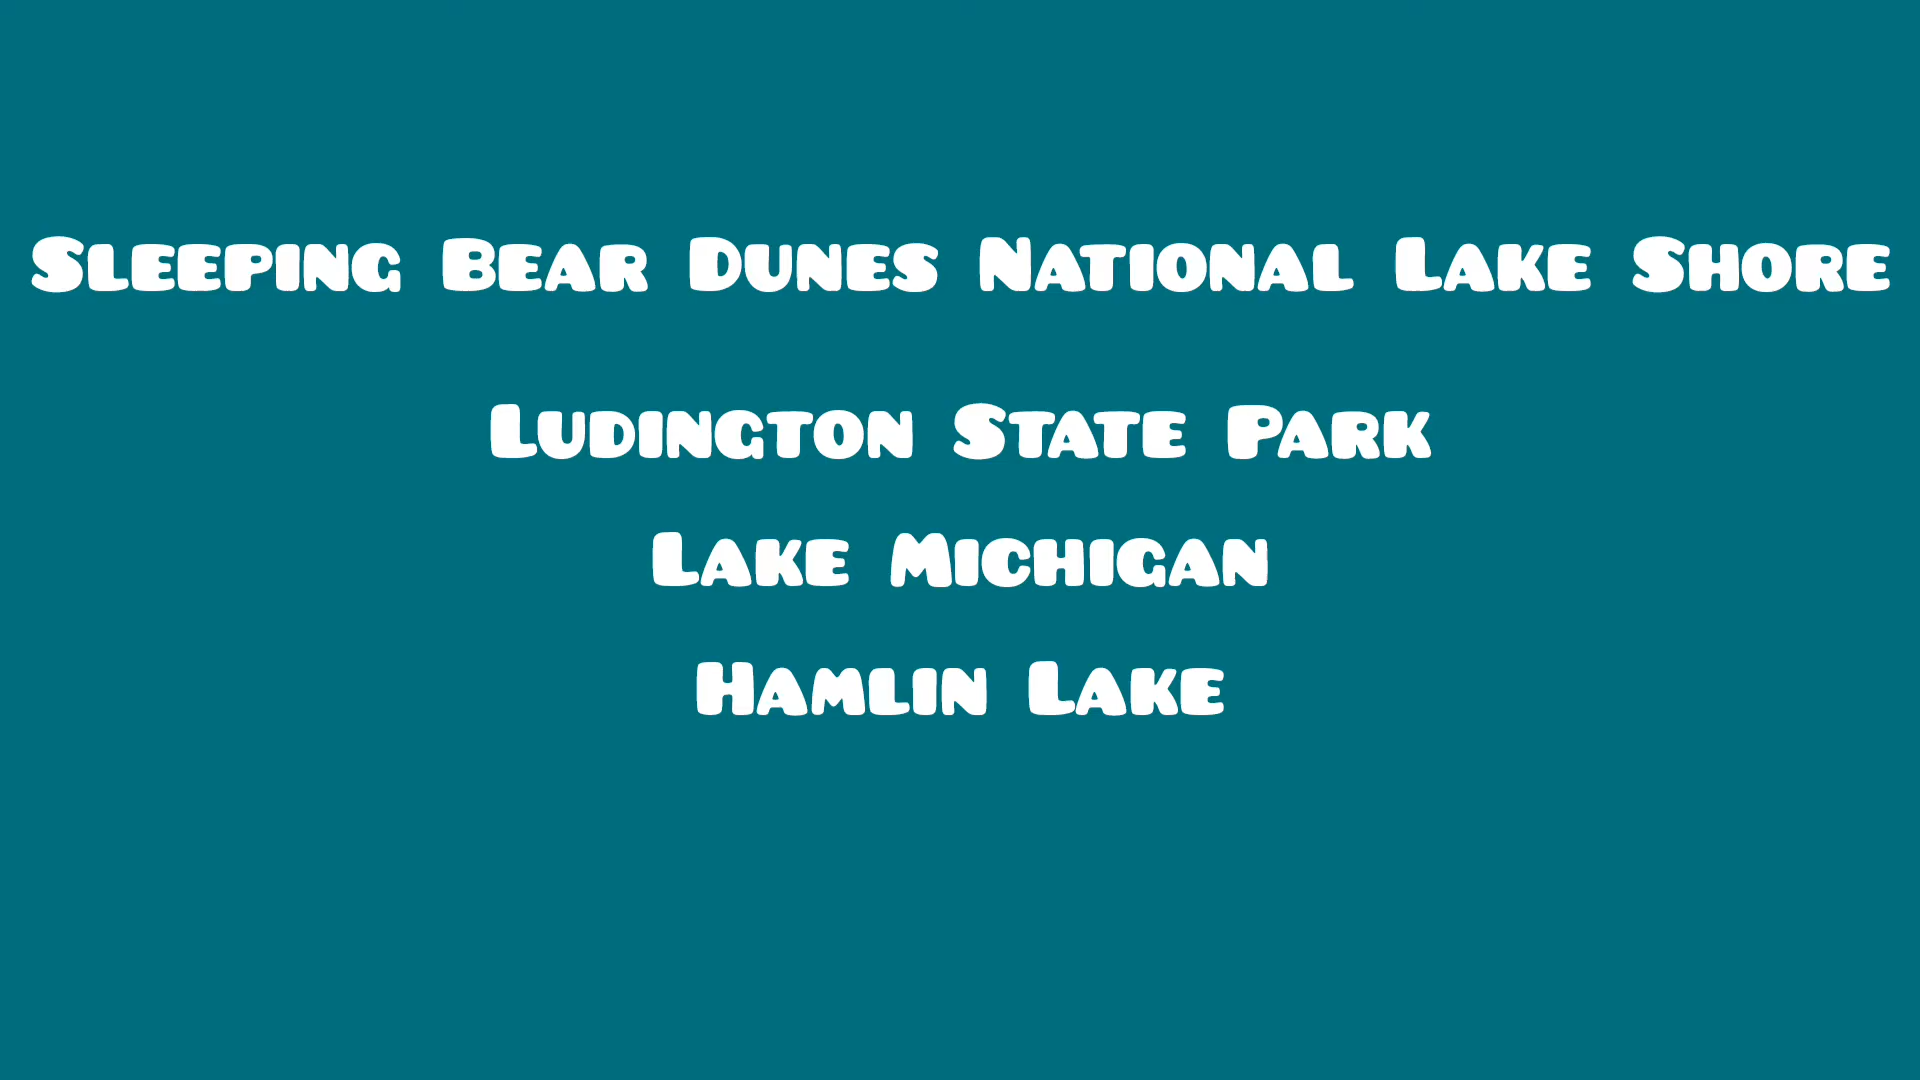 Sleeping Bear Dunes National Lake Shore
Ludington State Park
Lake Michigan
Hamlin Lake